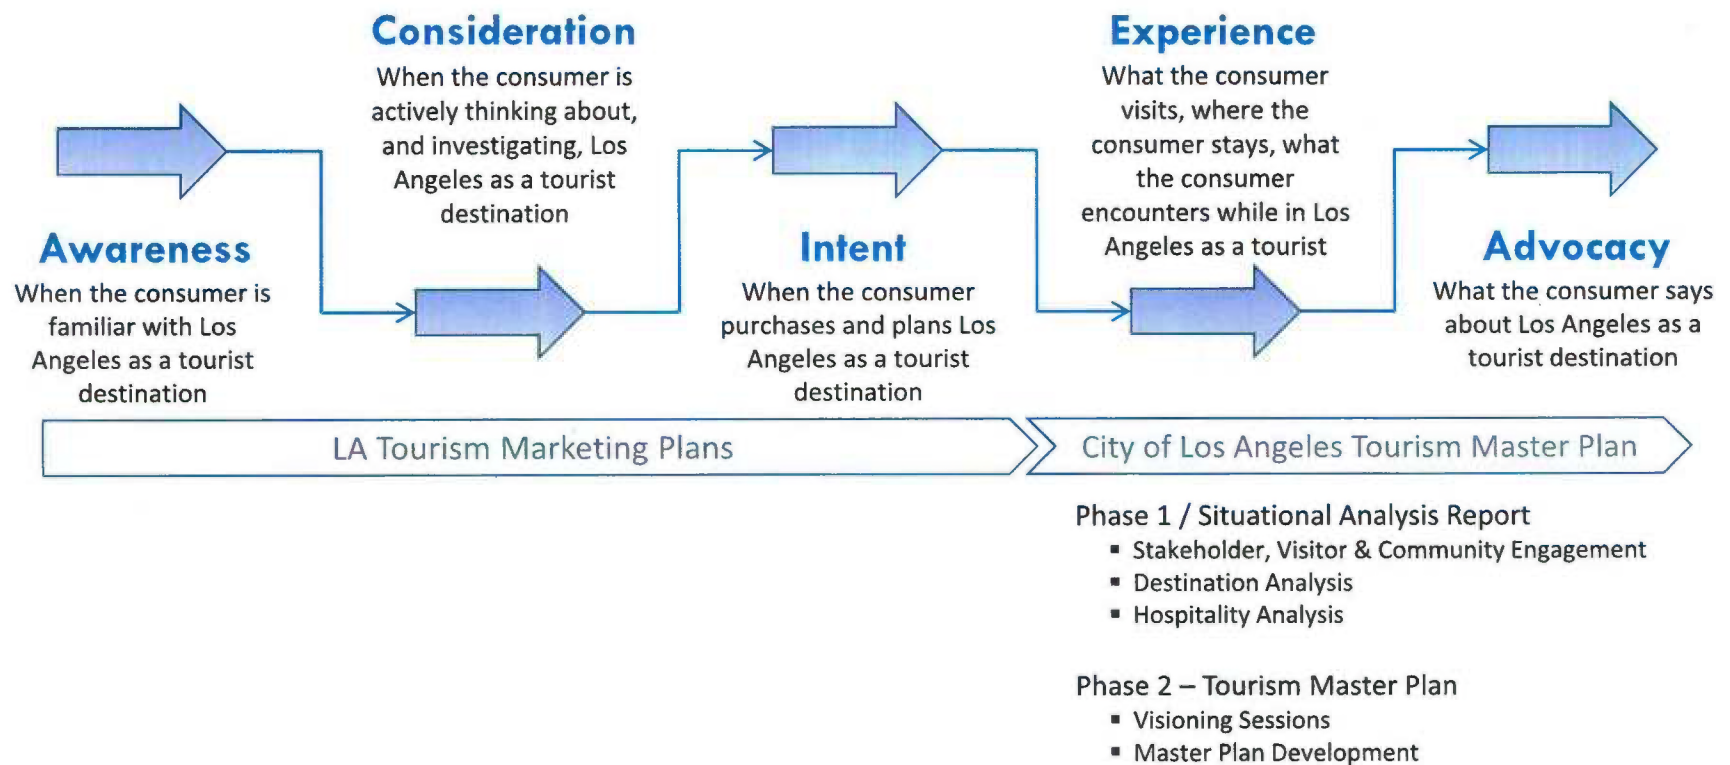 Consideration
When the consumer is
actively thinking about,
and investigating, Los
Angeles as a tourist
destination
Experience
What the consumer
visits, where the
consumer stays, what
the consumer
encounters while in Los
Angeles as a tourist
Awareness
When the consumer is
familiar with Los
Angeles as a tourist
destination
Intent
When the consumer
purchases and plans Los
Angeles as a tourist
destination
Advocacy
What the consumer says
about Los Angeles as a
tourist destination
LA Tourism Marketing Plans
City of Los Angeles Tourism Master Plan
Phase 1 / Situational Analysis Report
▪ Stakeholder, Visitor & Community Engagement
▪ Destination Analysis
▪ Hospitality Analysis
Phase 2 – Tourism Master Plan
▪ Visioning Sessions
▪ Master Plan Development